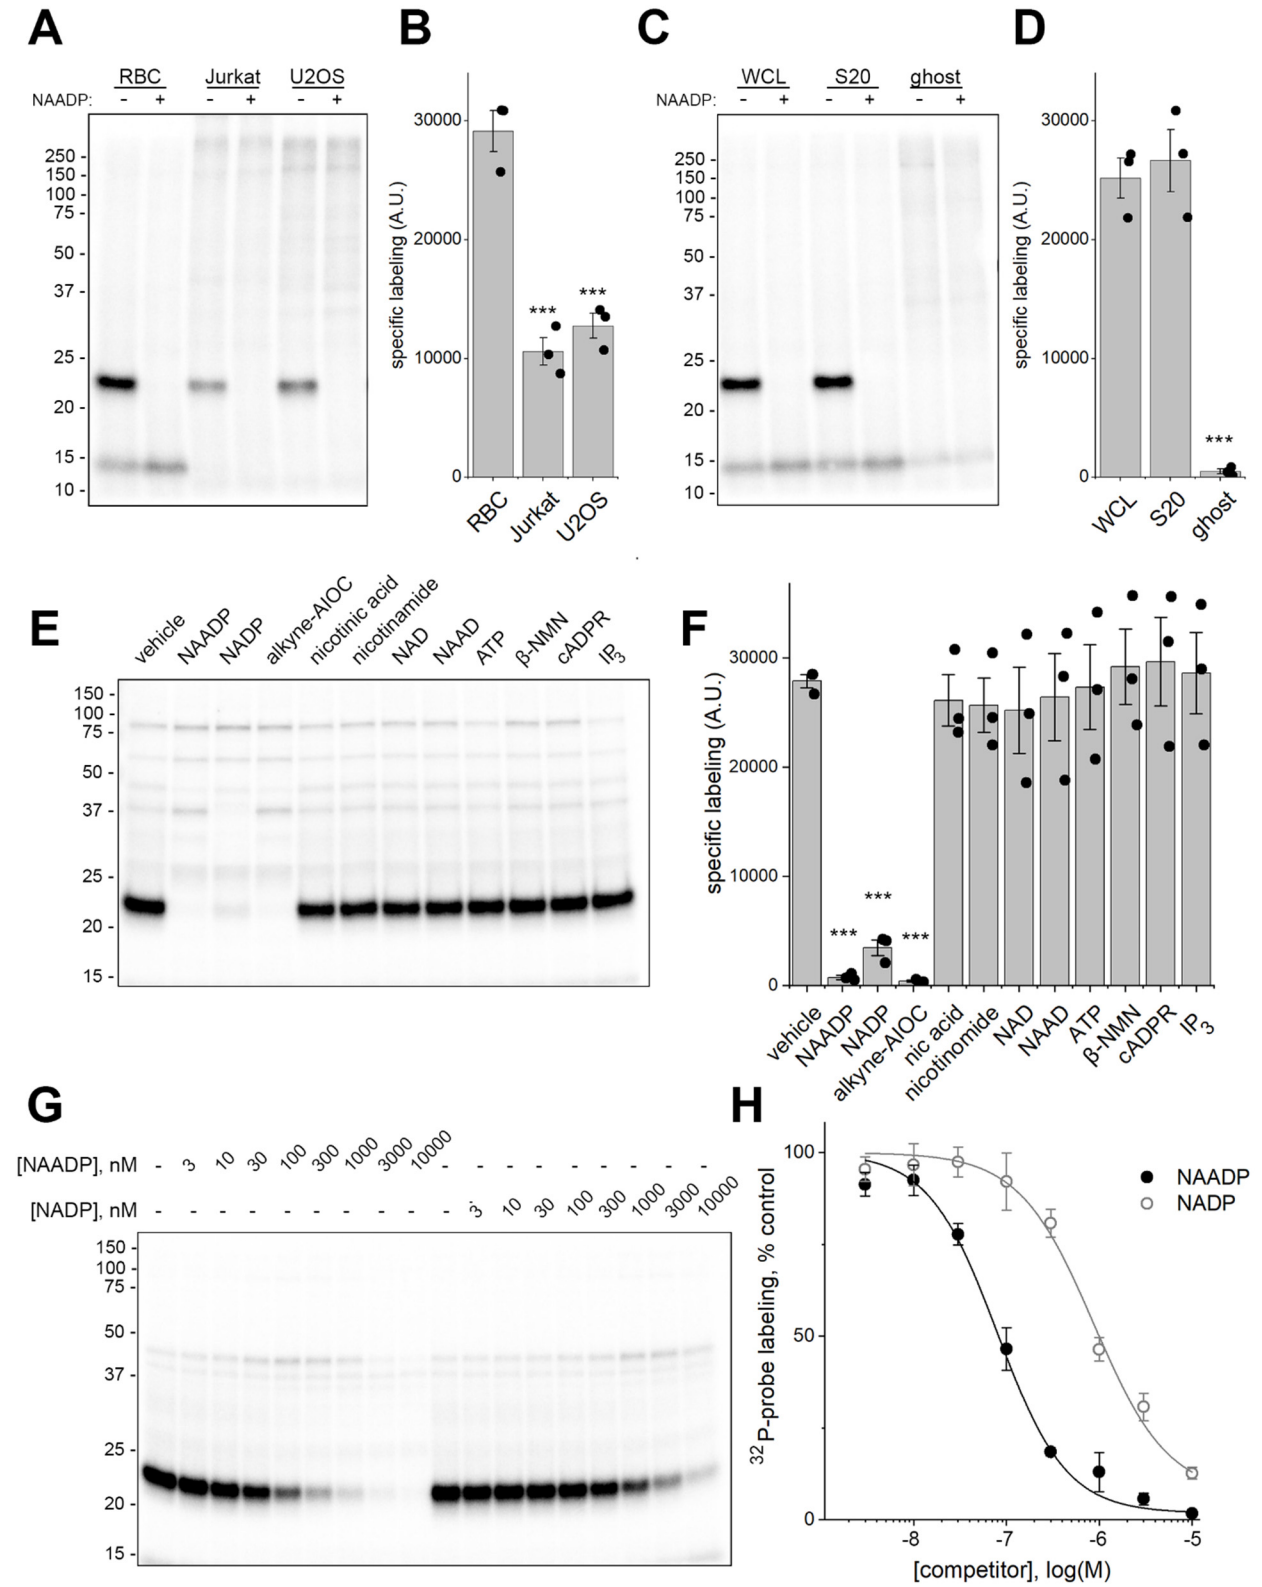 A
RBC Jurkat U2OS
NAADP: - + - + - +
250 -
150 -
100 -
75 -
50 -
37 -
25 -
20 -
15 -
10 -
B
specific labeling (A.U.)
30000
20000
10000
0
***
***
RBC Jurkat U2OS
C
WCL S20 ghost
NAADP: - + - + - +
250 -
150 -
100 -
75 -
50 -
37 -
25 -
20 -
15 -
10 -
D
specific labeling (A.U.)
30000
20000
10000
0
***
WCL S20 ghost
E
vehicle NAADP NADP alkyne-AIOC nicotinic acid nicotinamide NAD NAAD ATP β-NMN cADPR IP3
150 -
100 -
75 -
50 -
37 -
25 -
20 -
15 -
F
specific labeling (A.U.)
30000
20000
10000
0
*** *** ***
vehicle NAADP NADP alkyne-AIOC nic acid nicotinomide NAD NAAD ATP β-NMN cADPR IP3
G
[NAADP], nM - 3 10 30 100 300 1000 3000 10000 - - - - - - - - -
[NADP], nM - - - - - - - - - - 3 10 30 100 300 1000 3000 10000
150 -
100 -
75 -
50 -
37 -
25 -
20 -
15 -
H
32P-probe labeling, % control
100
50
0
NAADP
NADP
-8 -7 -6 -5
[competitor], log(M)